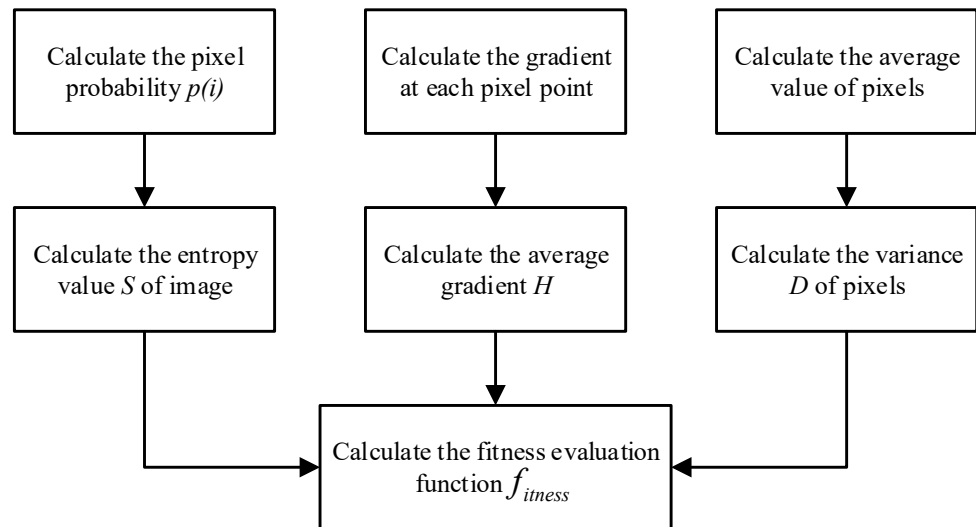 Calculate the pixel
probability p(i)
Calculate the gradient
at each pixel point
Calculate the average
value of pixels
Calculate the entropy
value S of image
Calculate the average
gradient H
Calculate the variance
D of pixels
Calculate the fitness evaluation
function fitness